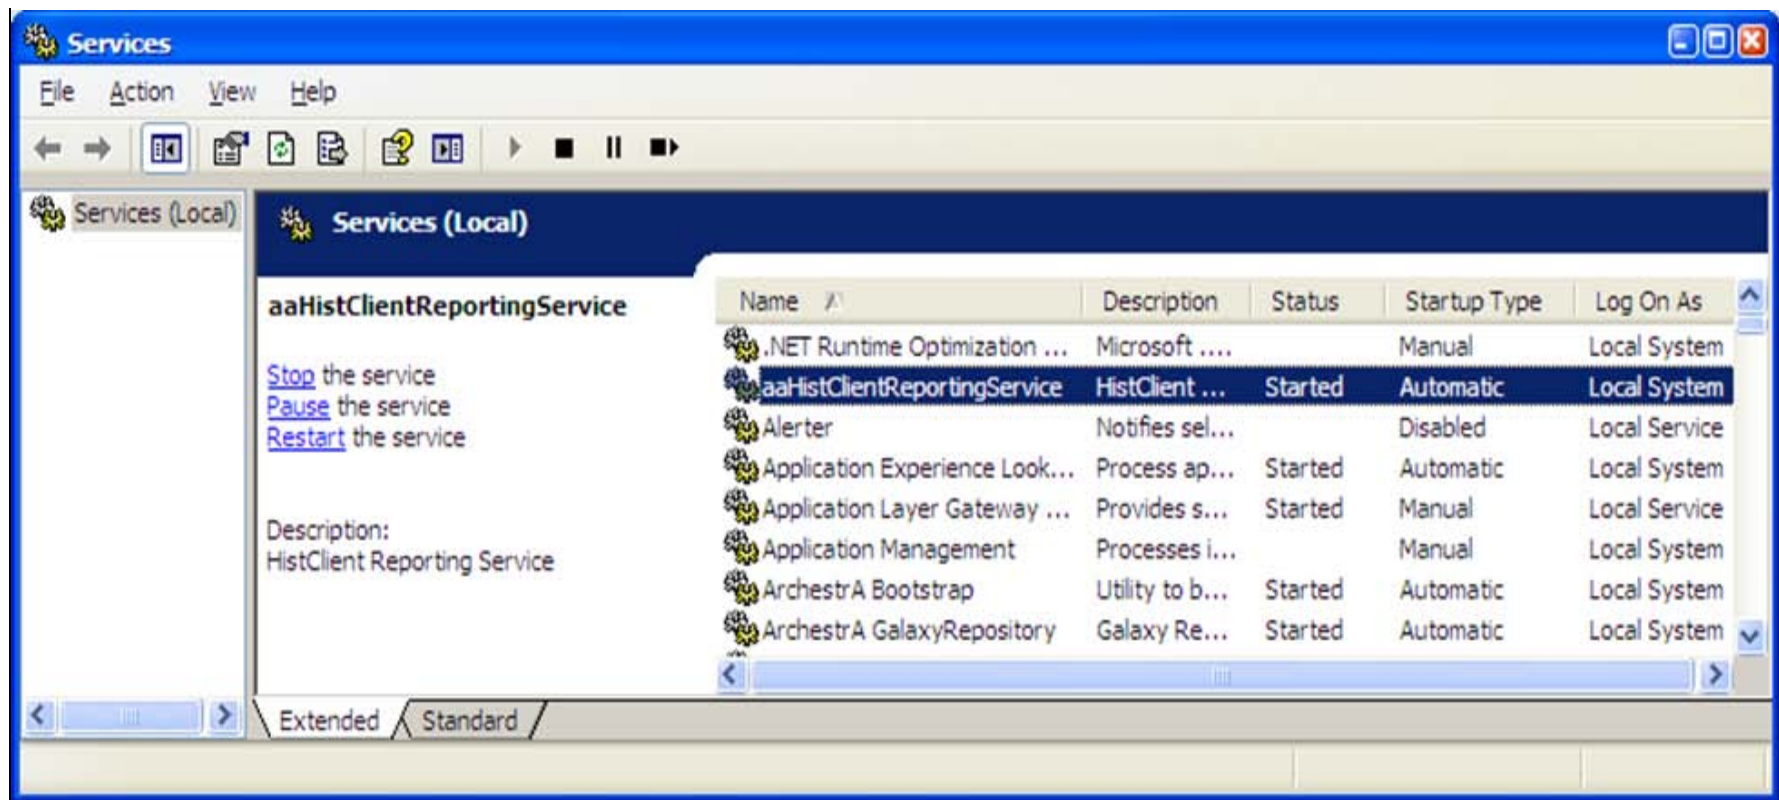 Services
File Action View Help
Services (Local)
Services (Local)
aaHistClientReportingService
Stop the service
Pause the service
Restart the service
Description:
HistClient Reporting Service
Name Description Status Startup Type Log On As
.NET Runtime Optimization ... Microsoft .... Manual Local System
aaHistClientReportingService HistClient ... Started Automatic Local System
Alerter Notifies sel... Disabled Local Service
Application Experience Look... Process ap... Started Automatic Local System
Application Layer Gateway ... Provides s... Started Manual Local Service
Application Management Processes i... Manual Local System
ArchestrA Bootstrap Utility to b... Started Automatic Local System
ArchestrA GalaxyRepository Galaxy Re... Started Automatic Local System
Extended Standard